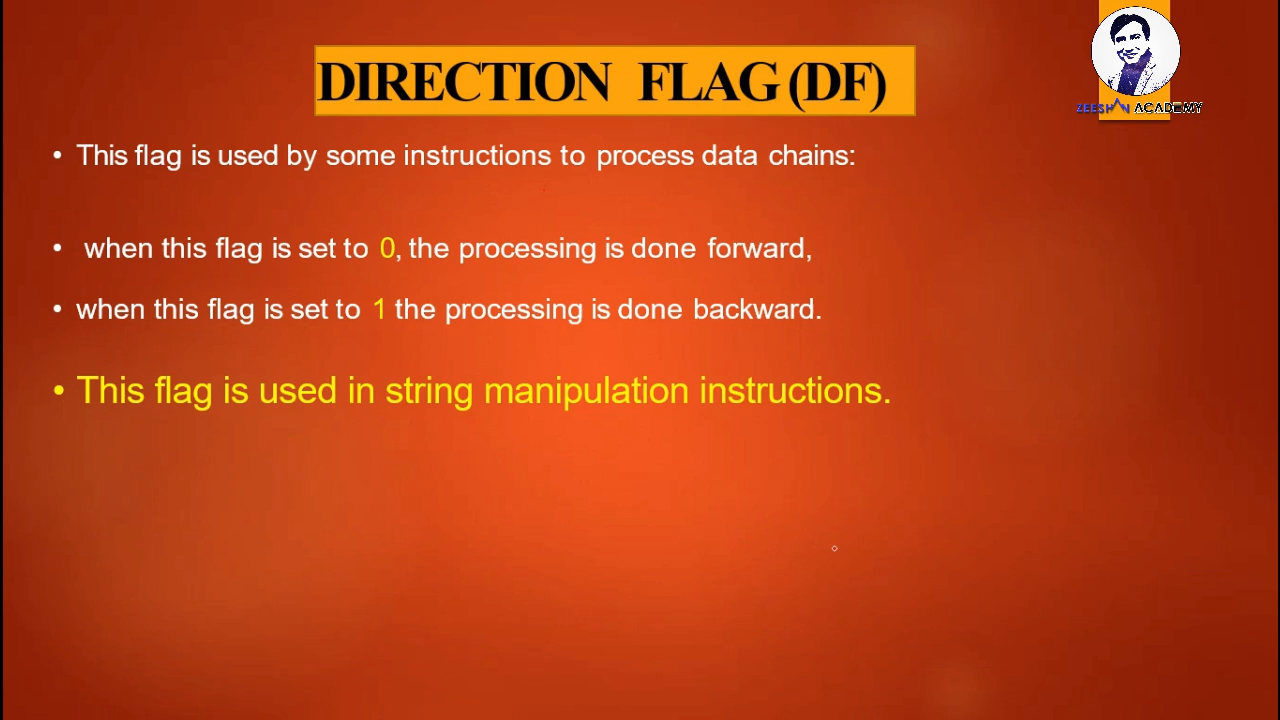 DIRECTION FLAG (DF)
ZEESHAN ACADEMY
• This flag is used by some instructions to process data chains:
• when this flag is set to 0, the processing is done forward,
• when this flag is set to 1 the processing is done backward.
• This flag is used in string manipulation instructions.